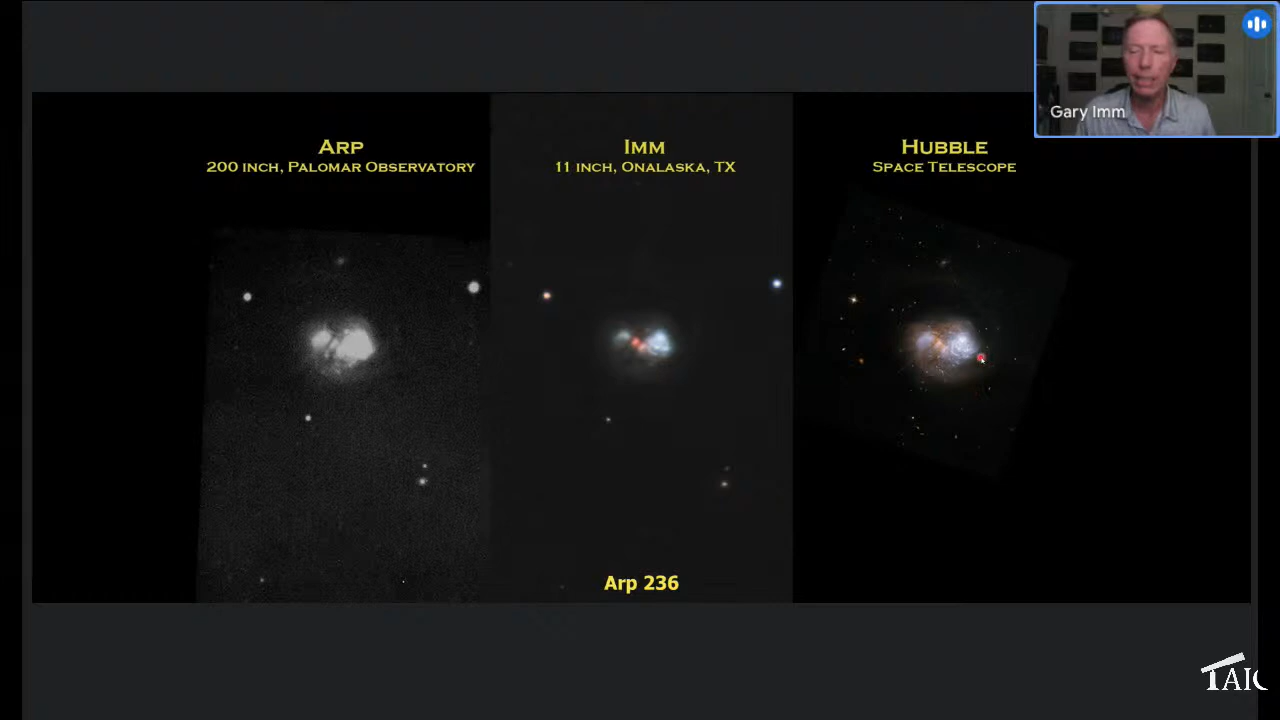 Gary Imm
ARP
200 INCH, PALOMAR OBSERVATORY
IMM
11 INCH, ONALASKA, TX
HUBBLE
SPACE TELESCOPE
Arp 236
TAIC